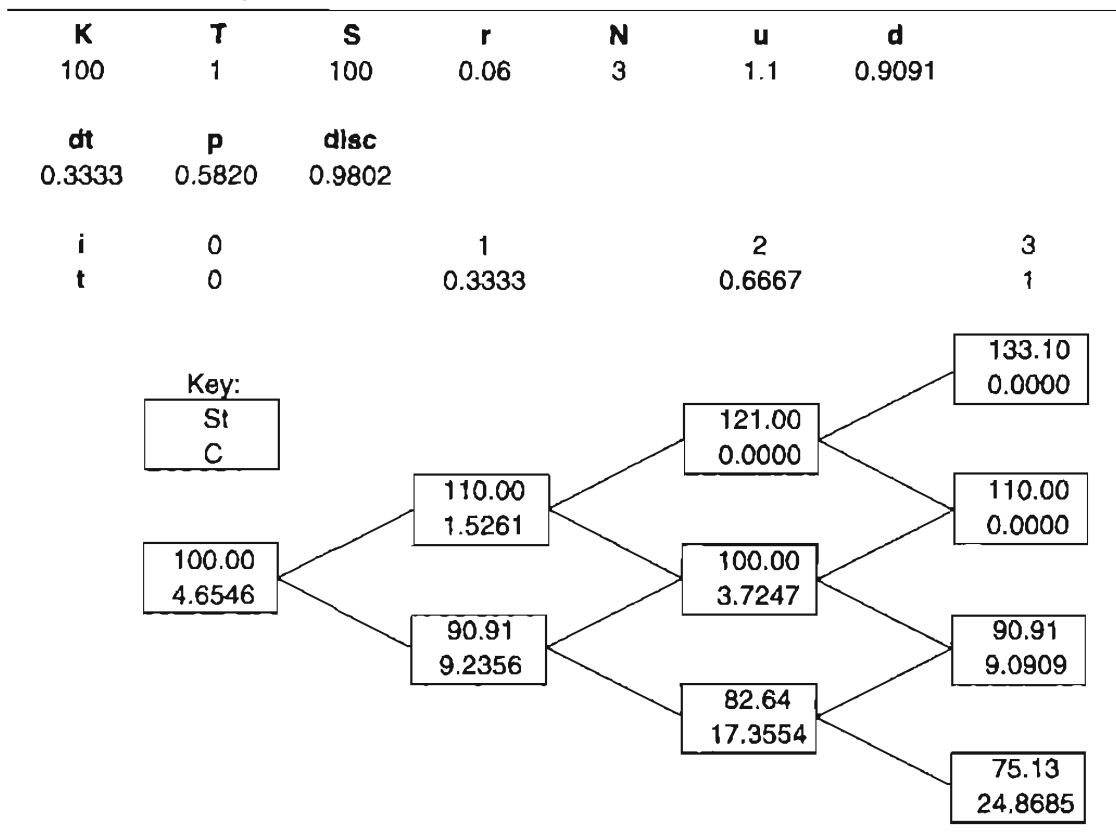 K T S r N u d
100 1 100 0.06 3 1.1 0.9091
dt p disc
0.3333 0.5820 0.9802
i 0 1 2 3
t 0 0.3333 0.6667 1
133.10
0.0000
Key:
St
C
121.00
0.0000
110.00
1.5261
110.00
0.0000
100.00
4.6546
100.00
3.7247
90.91
9.2356
90.91
9.0909
82.64
17.3554
75.13
24.8685